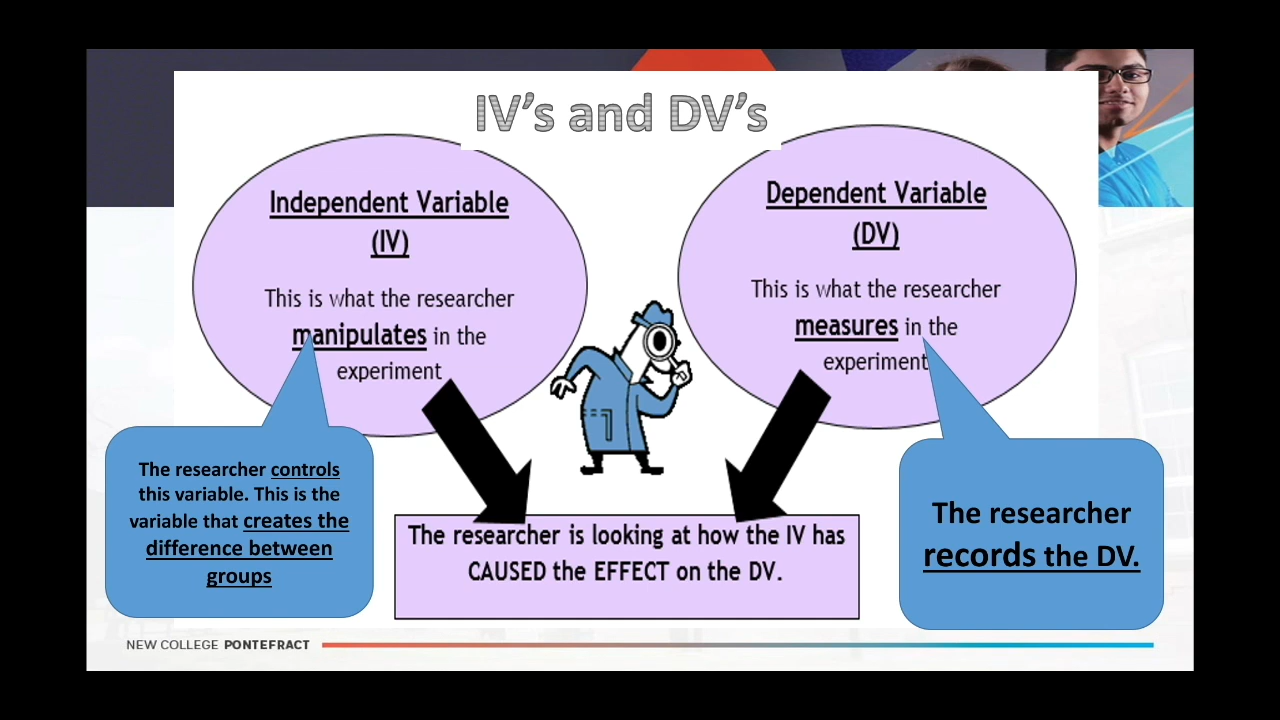 IV’s and DV’s
Independent Variable
(IV)
This is what the researcher
manipulates in the
experiment
Dependent Variable
(DV)
This is what the researcher
measures in the
experiment
The researcher controls
this variable. This is the
variable that creates the
difference between
groups
The researcher is looking at how the IV has
CAUSED the EFFECT on the DV.
The researcher
records the DV.
NEW COLLEGE PONTEFRACT